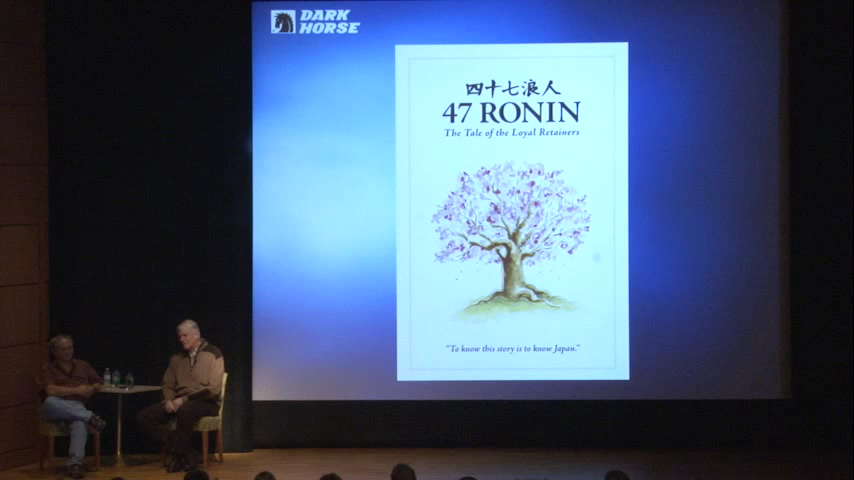 DARK
HORSE
四十七浪人
47 RONIN
The Tale of the Loyal Retainers
"To know this story is to know Japan."